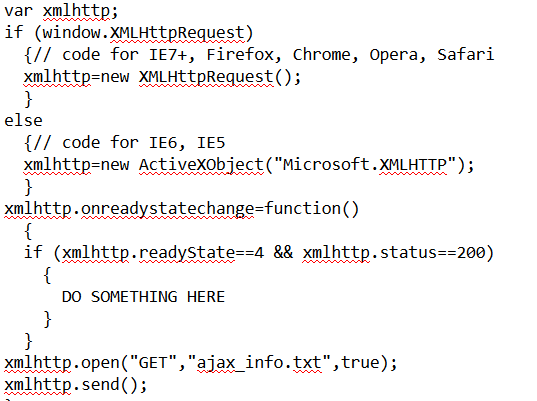 var xmlhttp;
if (window.XMLHttpRequest)
  {// code for IE7+, Firefox, Chrome, Opera, Safari
  xmlhttp=new XMLHttpRequest();
  }
else
  {// code for IE6, IE5
  xmlhttp=new ActiveXObject("Microsoft.XMLHTTP");
  }
xmlhttp.onreadystatechange=function()
  {
  if (xmlhttp.readyState==4 && xmlhttp.status==200)
    {
      DO SOMETHING HERE
    }
  }
xmlhttp.open("GET","ajax_info.txt",true);
xmlhttp.send();